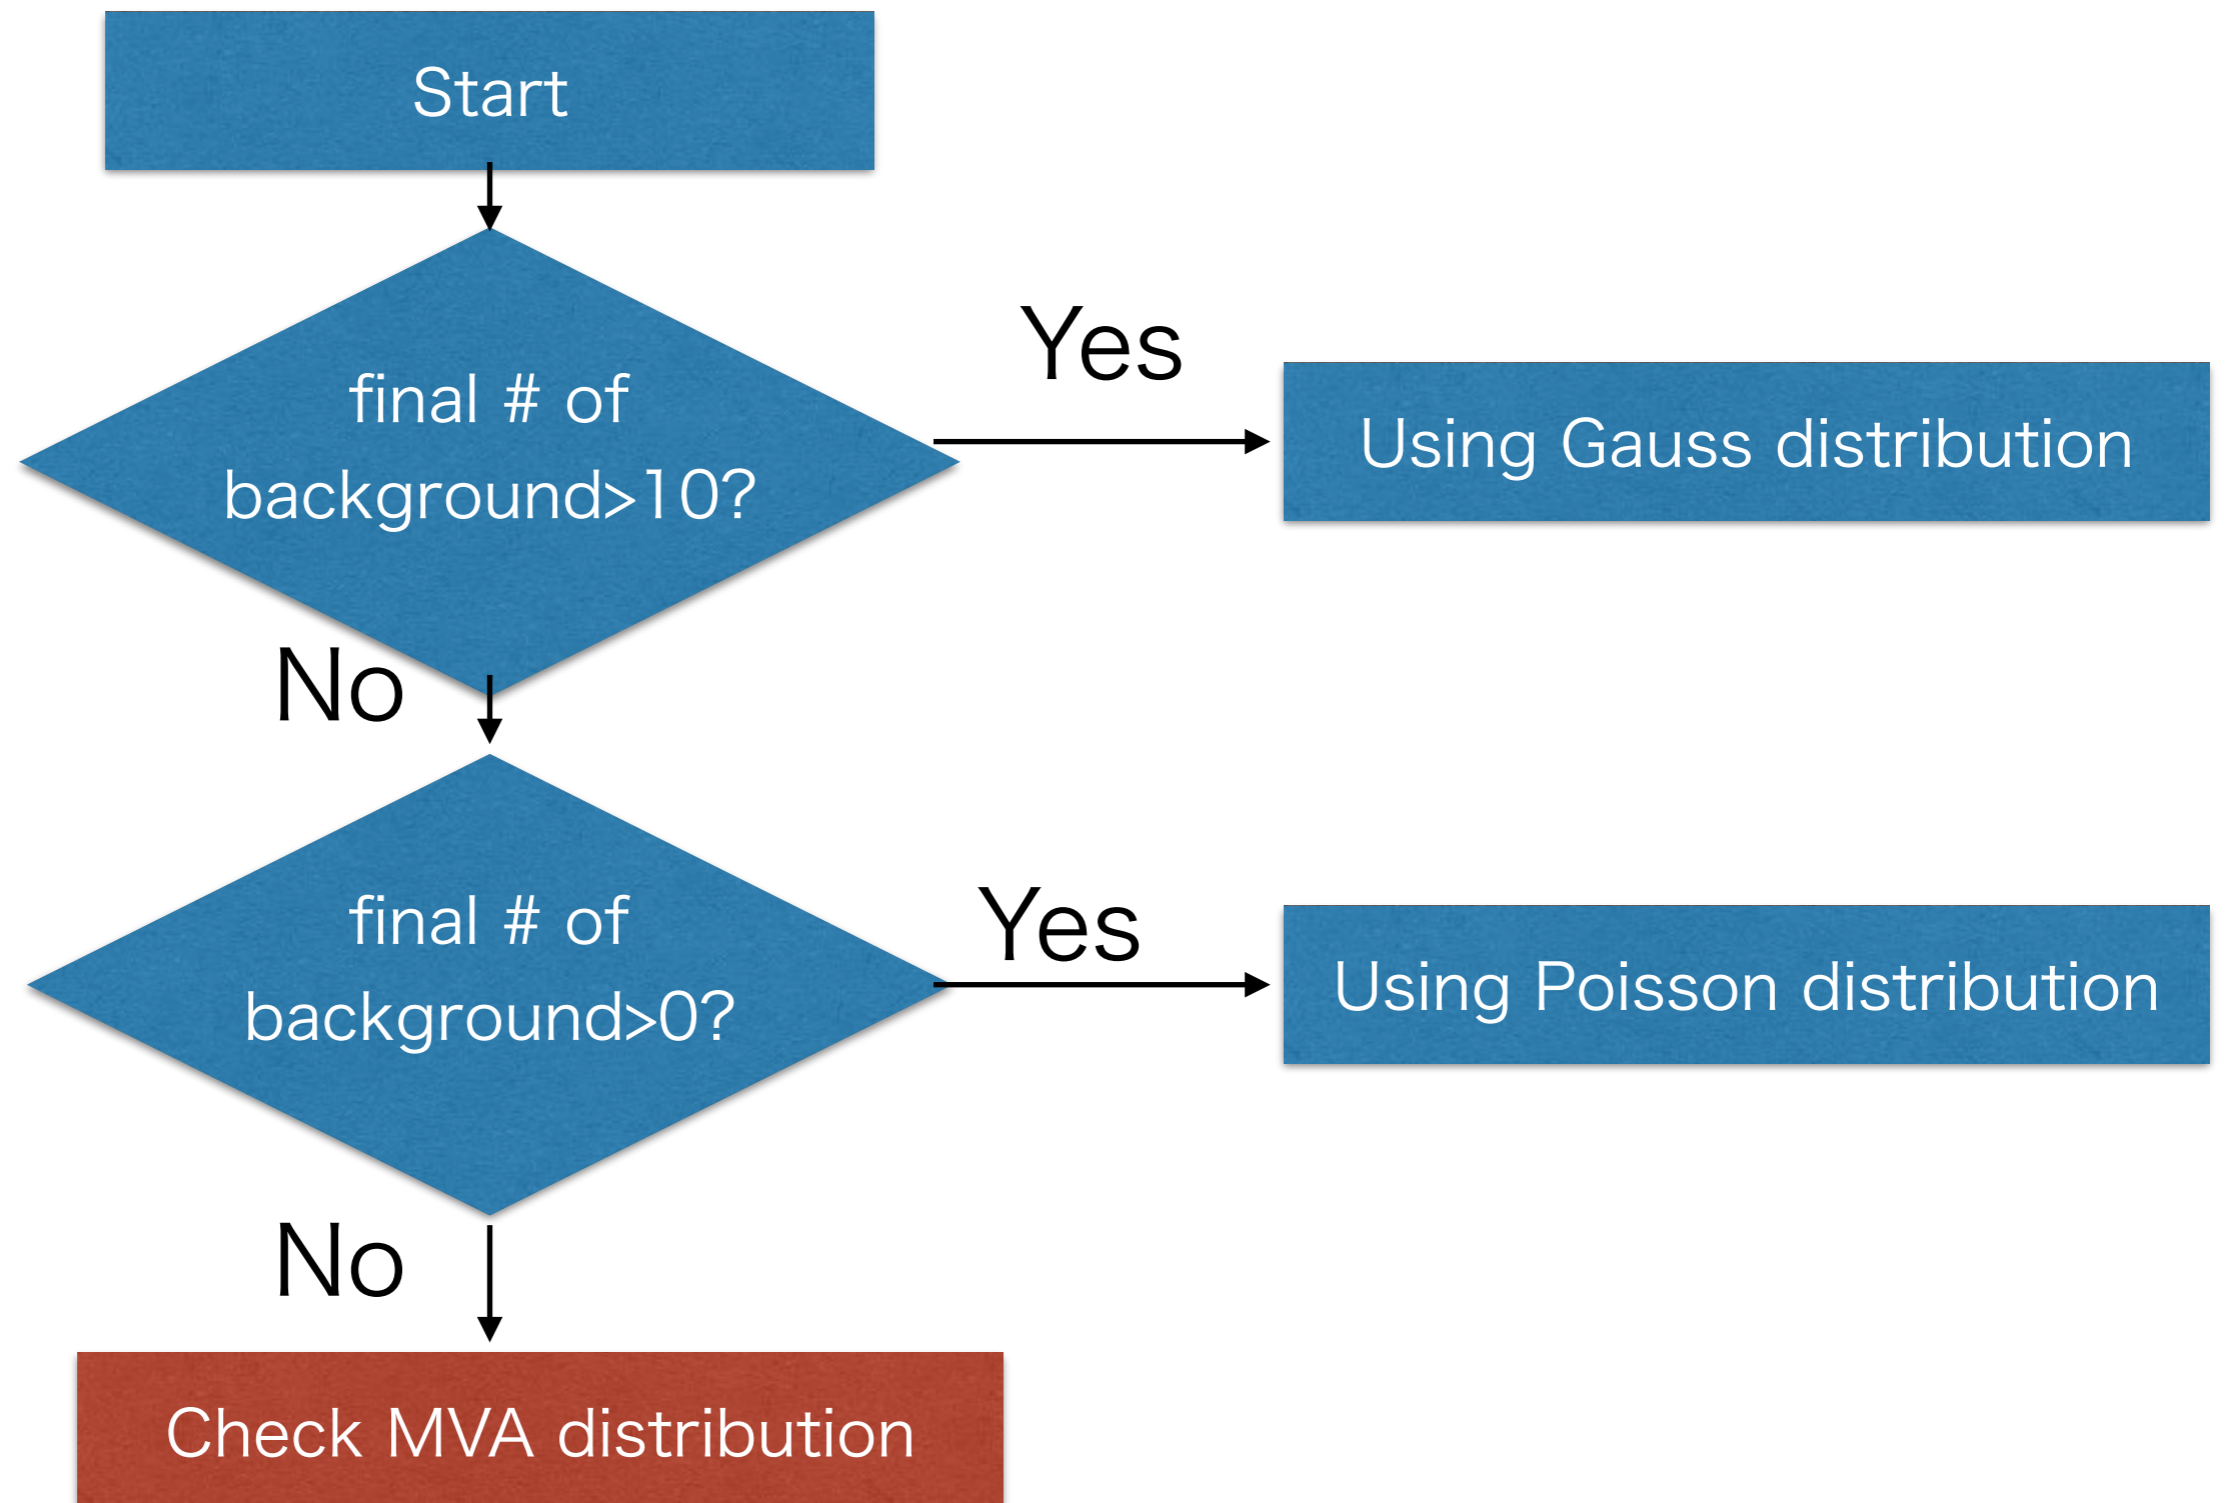 Start
final # of
background>10?
Yes
Using Gauss distribution
No
final # of
background>0?
Yes
Using Poisson distribution
No
Check MVA distribution